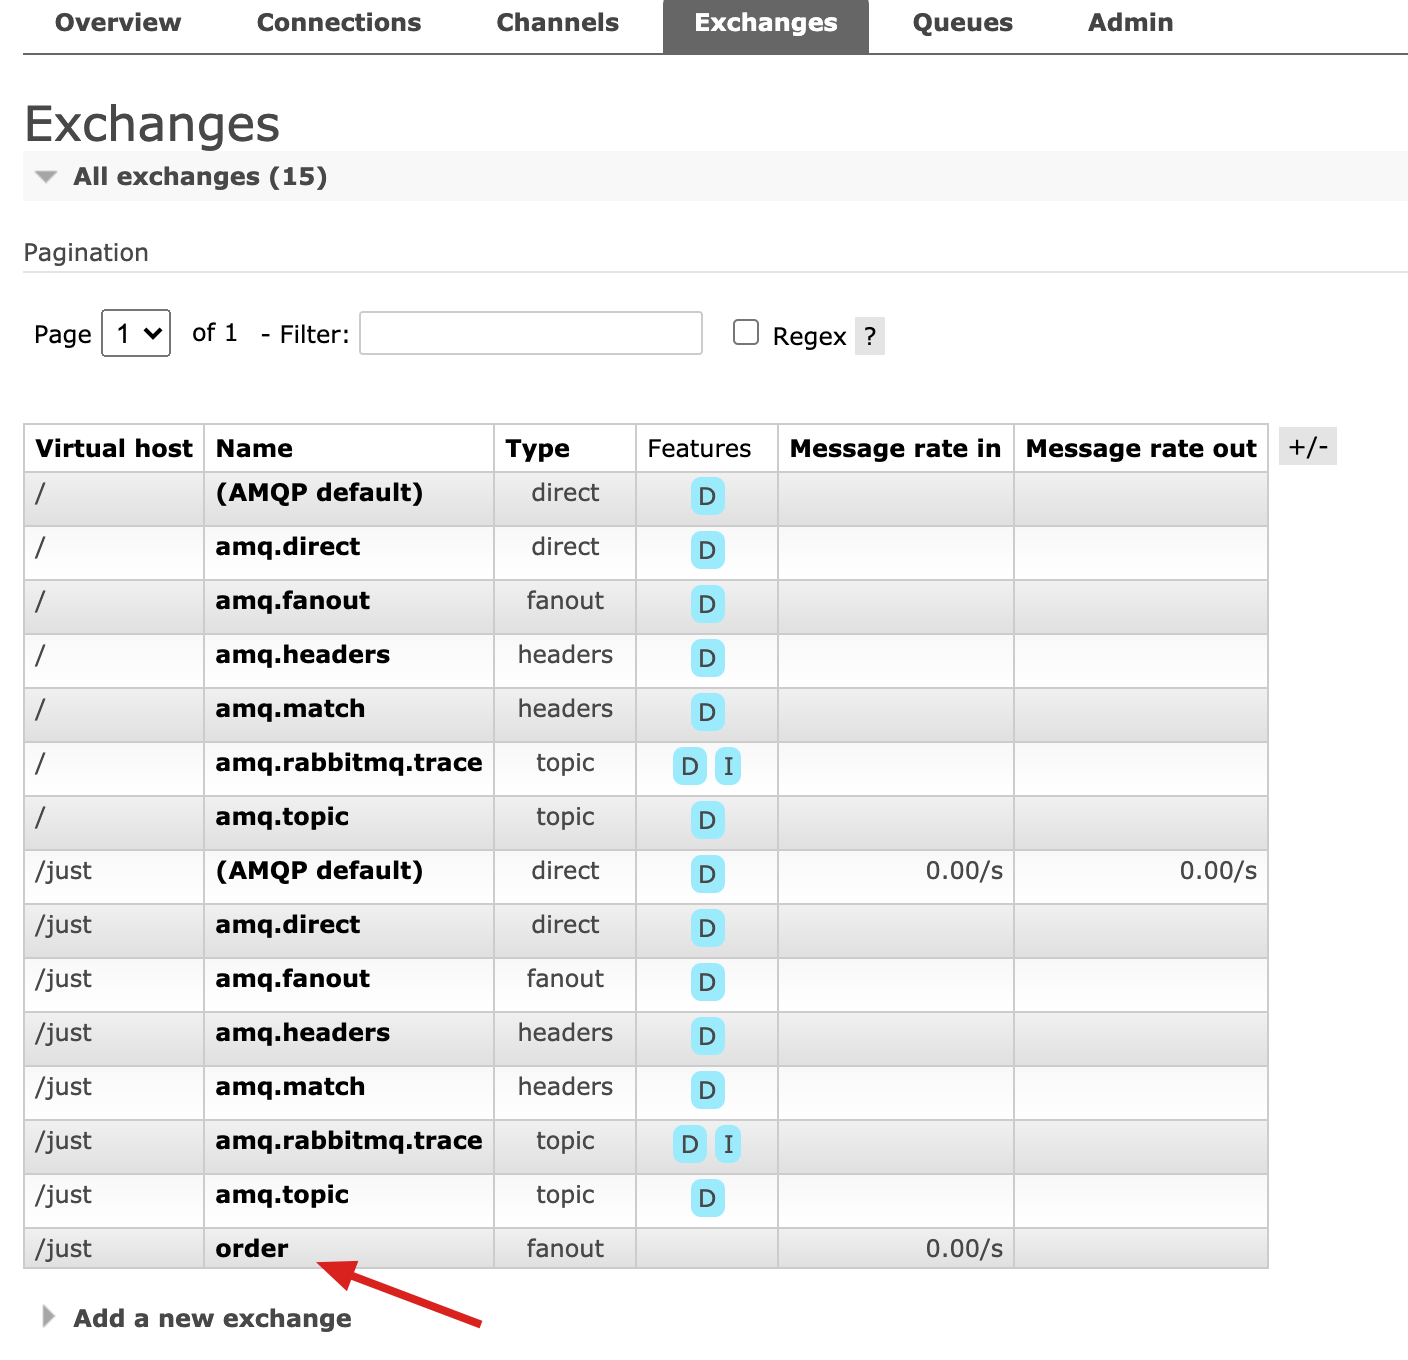 Overview Connections Channels Exchanges Queues Admin
Exchanges
All exchanges (15)
Pagination
Page 1 of 1 - Filter: Regex ?
Virtual host Name Type Features Message rate in Message rate out +/-
/ (AMQP default) direct D
/ amq.direct direct D
/ amq.fanout fanout D
/ amq.headers headers D
/ amq.match headers D
/ amq.rabbitmq.trace topic D I
/ amq.topic topic D
/just (AMQP default) direct D 0.00/s 0.00/s
/just amq.direct direct D
/just amq.fanout fanout D
/just amq.headers headers D
/just amq.match headers D
/just amq.rabbitmq.trace topic D I
/just amq.topic topic D
/just order fanout 0.00/s
Add a new exchange